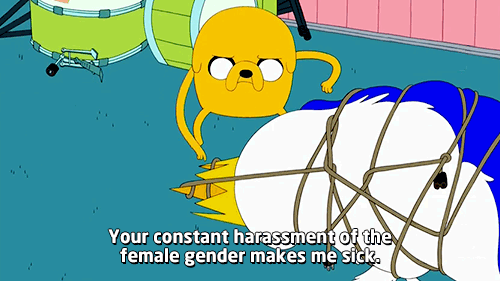 Your constant harassment of the
female gender makes me sick.